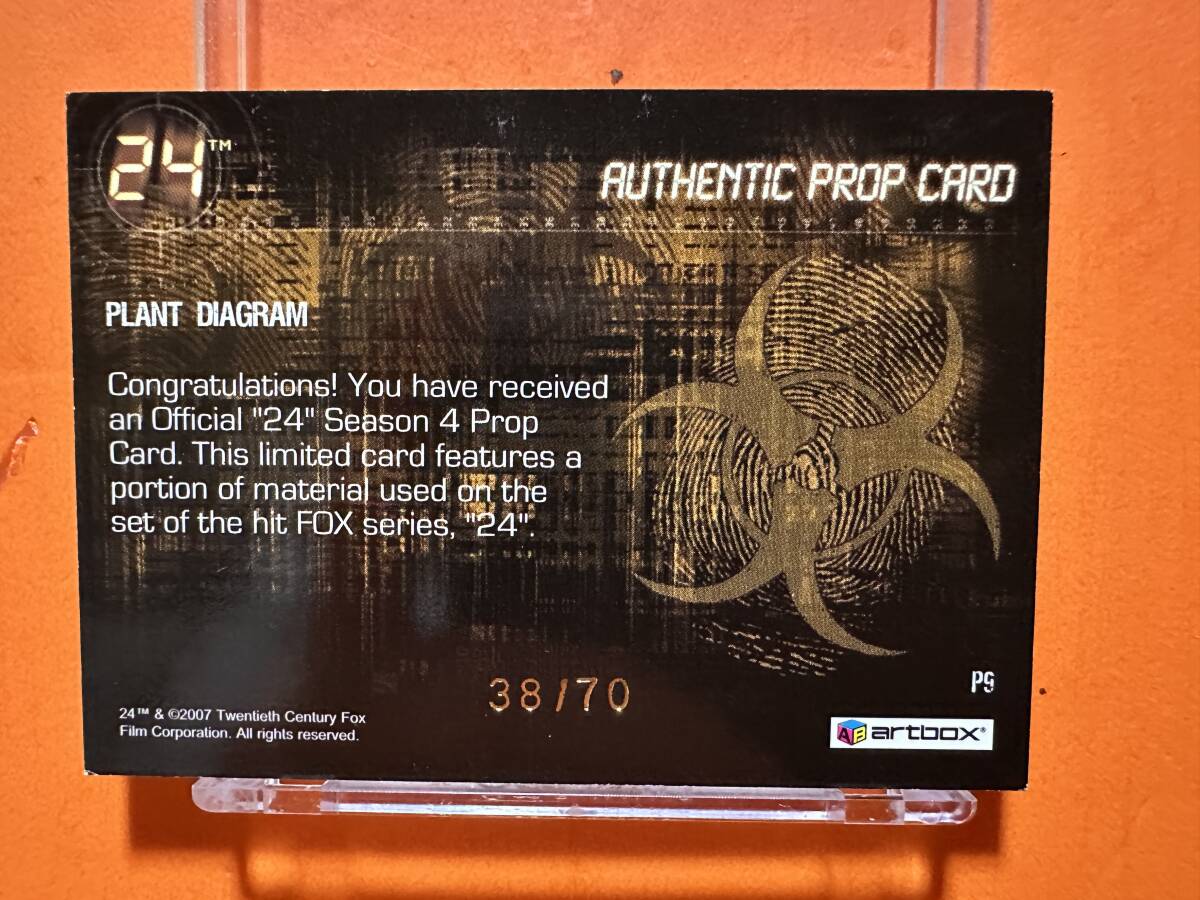 24™
AUTHENTIC PROP CARD
PLANT DIAGRAM
Congratulations! You have received
an Official "24" Season 4 Prop
Card. This limited card features a
portion of material used on the
set of the hit FOX series, "24".
38/70
P9
24™ & ©2007 Twentieth Century Fox
Film Corporation. All rights reserved.
AB artbox®